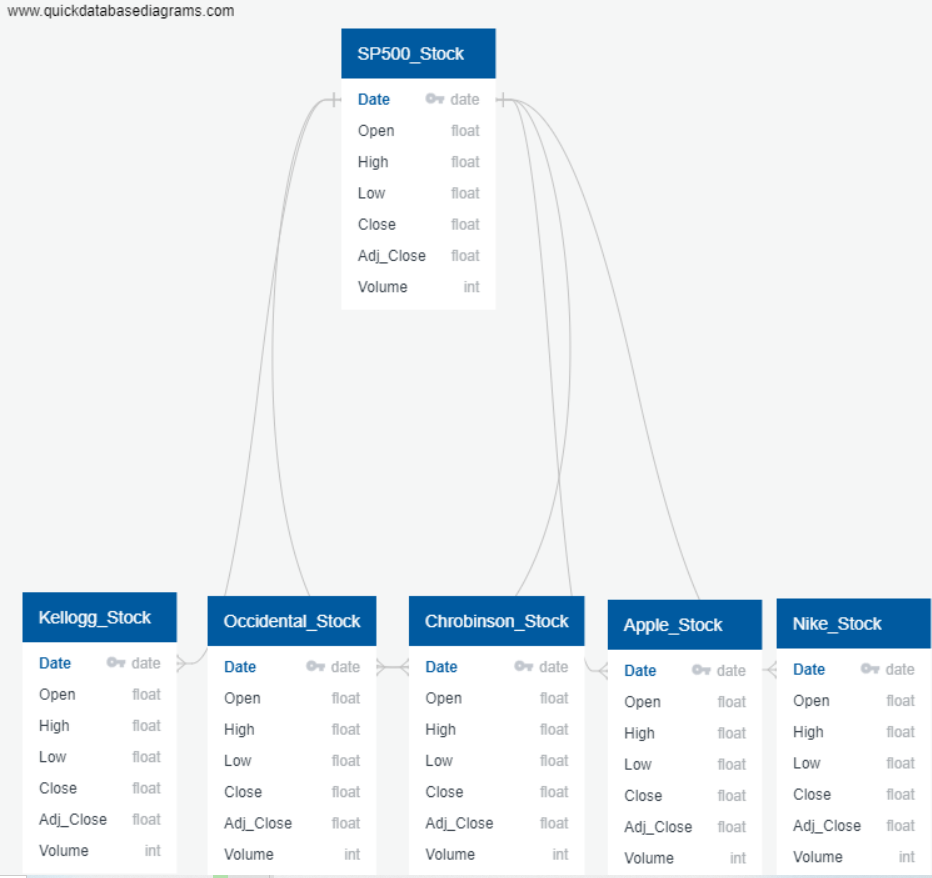 www.quickdatabasediagrams.com
SP500_Stock
Date date
Open float
High float
Low float
Close float
Adj_Close float
Volume int
Kellogg_Stock
Date date
Open float
High float
Low float
Close float
Adj_Close float
Volume int
Occidental_Stock
Date date
Open float
High float
Low float
Close float
Adj_Close float
Volume int
Chrobinson_Stock
Date date
Open float
High float
Low float
Close float
Adj_Close float
Volume int
Apple_Stock
Date date
Open float
High float
Low float
Close float
Adj_Close float
Volume int
Nike_Stock
Date date
Open float
High float
Low float
Close float
Adj_Close float
Volume int